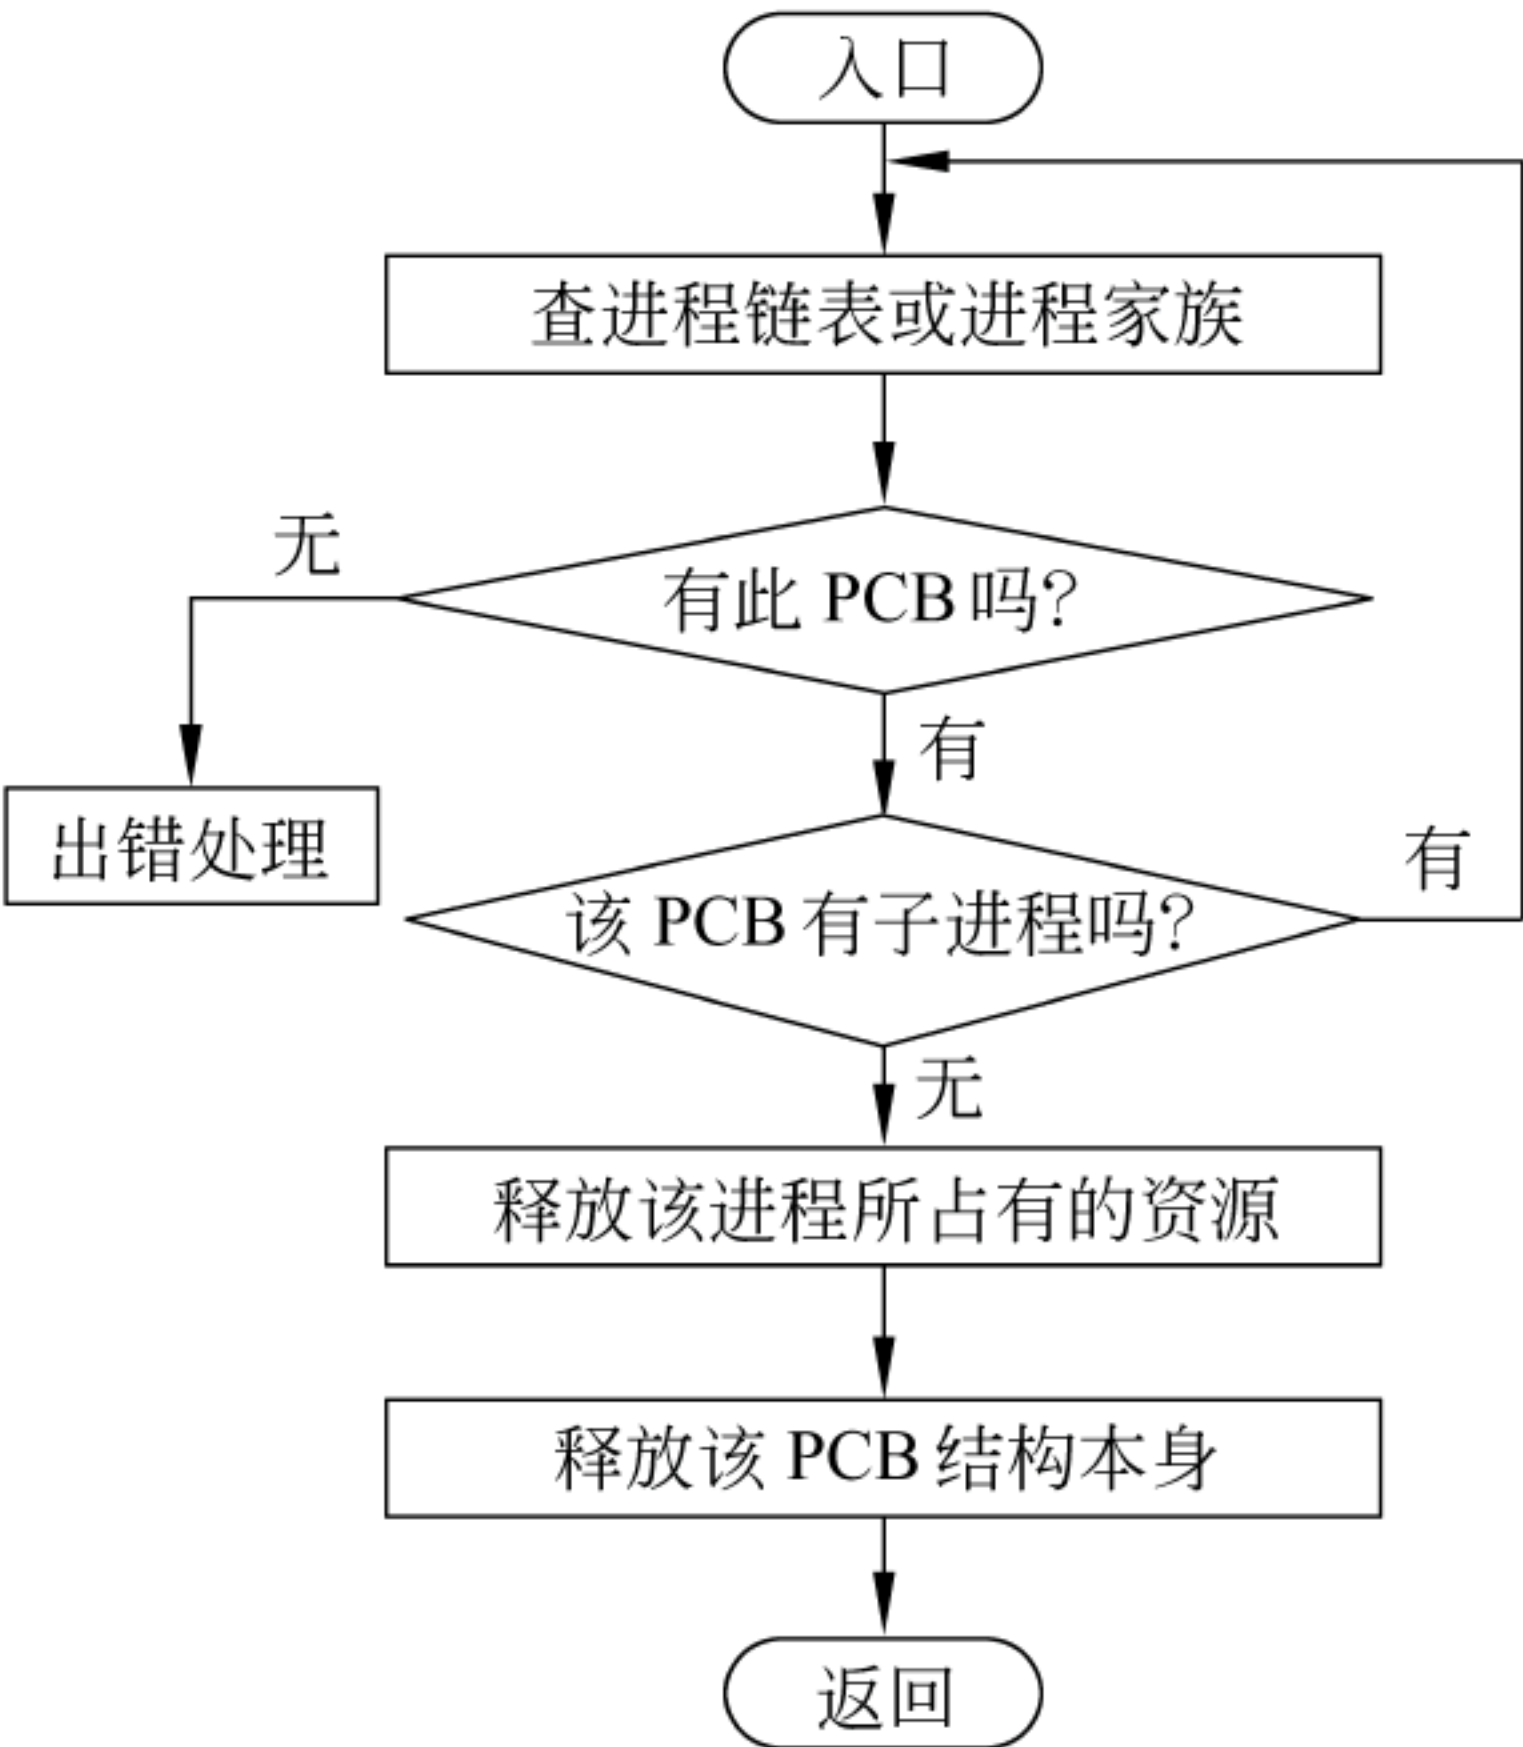 入口
查进程链表或进程家族
无
有此 PCB 吗?
有
出错处理
有
该 PCB 有子进程吗?
无
释放该进程所占有的资源
释放该 PCB 结构本身
返回